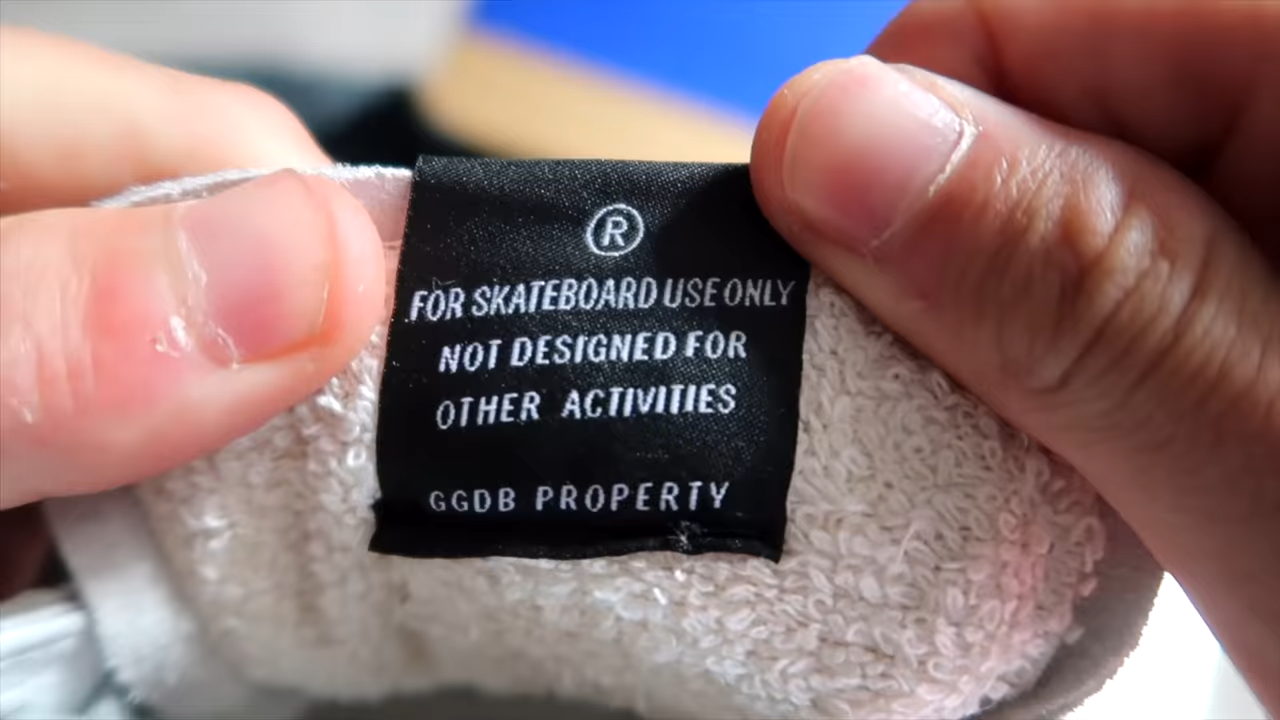 ®
FOR SKATEBOARD USE ONLY
NOT DESIGNED FOR
OTHER ACTIVITIES
GGDB PROPERTY